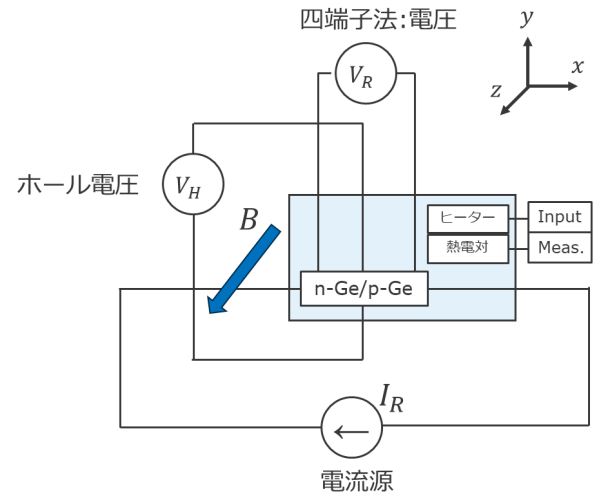 四端子法:電圧
V_R
y
x
z
ホール電圧
V_H
B
ヒーター
Input
熱電対
Meas.
n-Ge/p-Ge
I_R
←
電流源